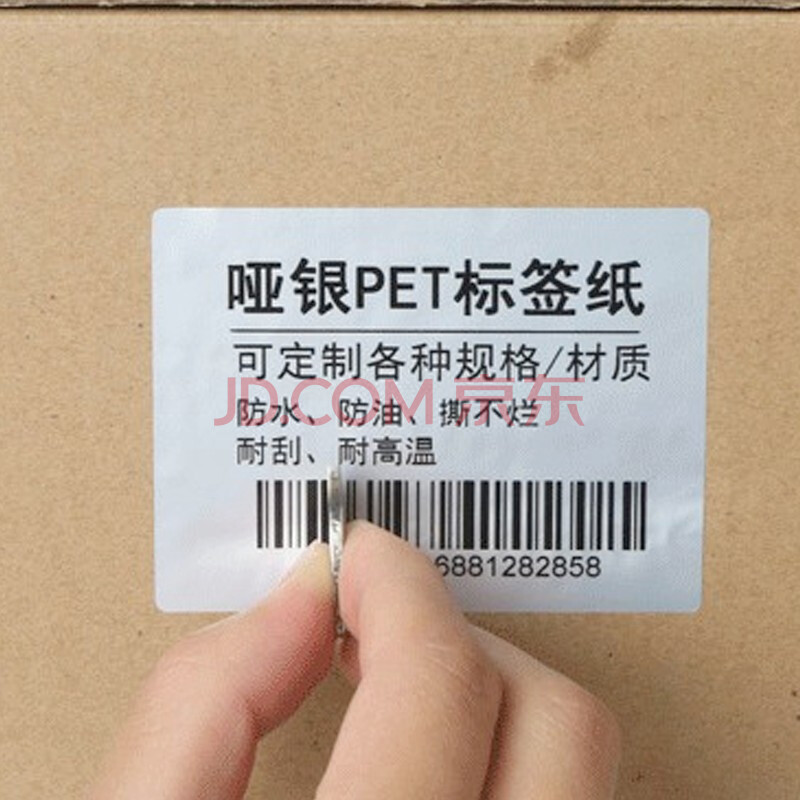 哑银PET标签纸
可定制各种规格/材质
JD.COM 京东
防水、防油、撕不烂
耐刮、耐高温
6881282858